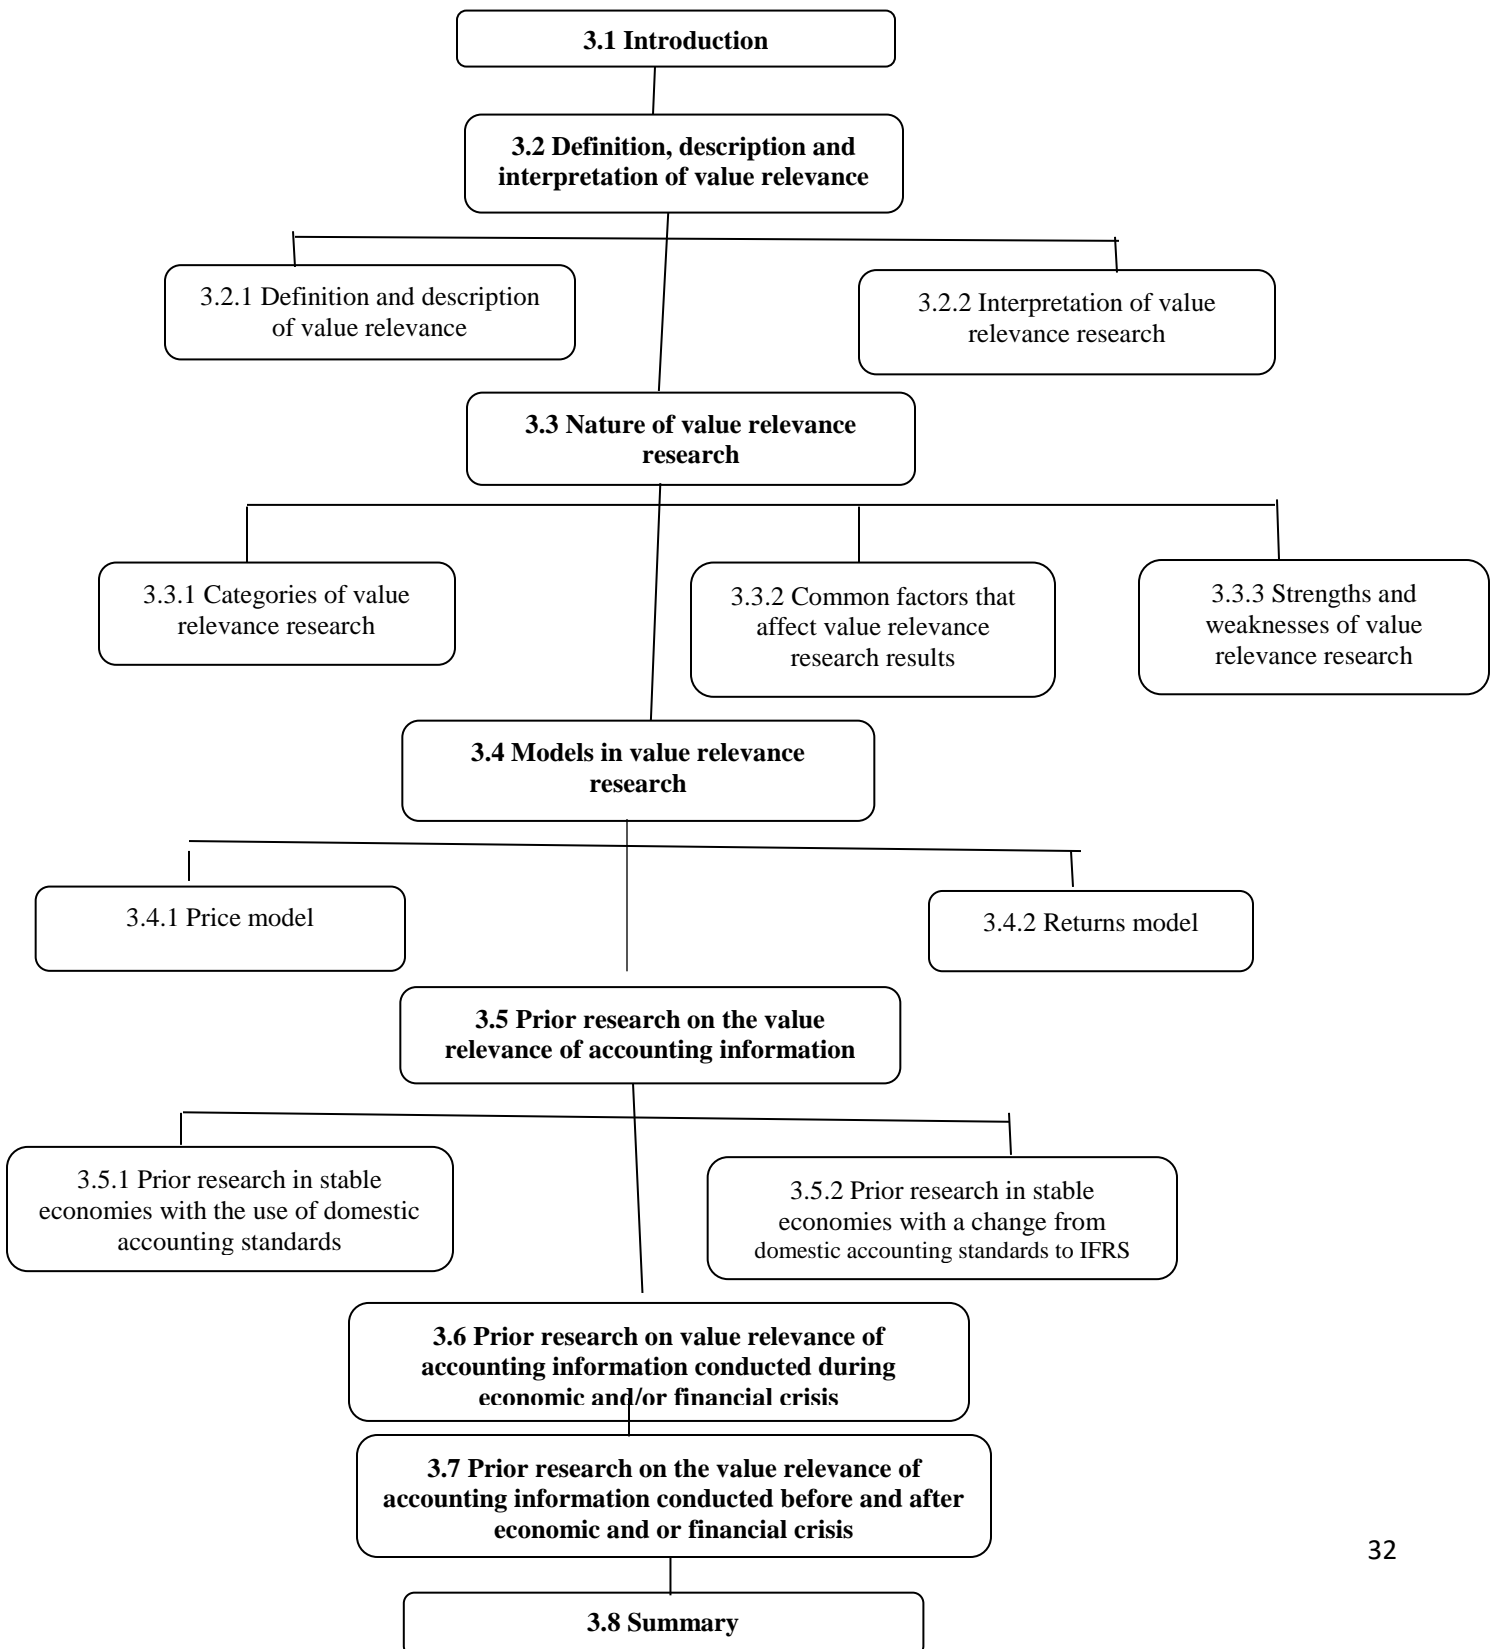 3.1 Introduction
3.2 Definition, description and
interpretation of value relevance
3.2.1 Definition and description
of value relevance
3.2.2 Interpretation of value
relevance research
3.3 Nature of value relevance
research
3.3.1 Categories of value
relevance research
3.3.2 Common factors that
affect value relevance
research results
3.3.3 Strengths and
weaknesses of value
relevance research
3.4 Models in value relevance
research
3.4.1 Price model
3.4.2 Returns model
3.5 Prior research on the value
relevance of accounting information
3.5.1 Prior research in stable
economies with the use of domestic
accounting standards
3.5.2 Prior research in stable
economies with a change from
domestic accounting standards to IFRS
3.6 Prior research on value relevance of
accounting information conducted during
economic and/or financial crisis
3.7 Prior research on the value relevance of
accounting information conducted before and after
economic and or financial crisis
32
3.8 Summary